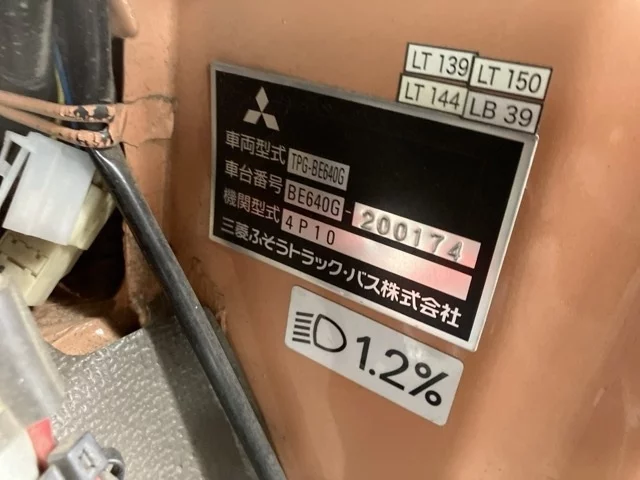 LT 139 LT 150
LT 144 LB 39
車両型式 TPG-BE640G
車台番号 BE640G-200174
機関型式 4P10
三菱ふそうトラック・バス株式会社
1.2%